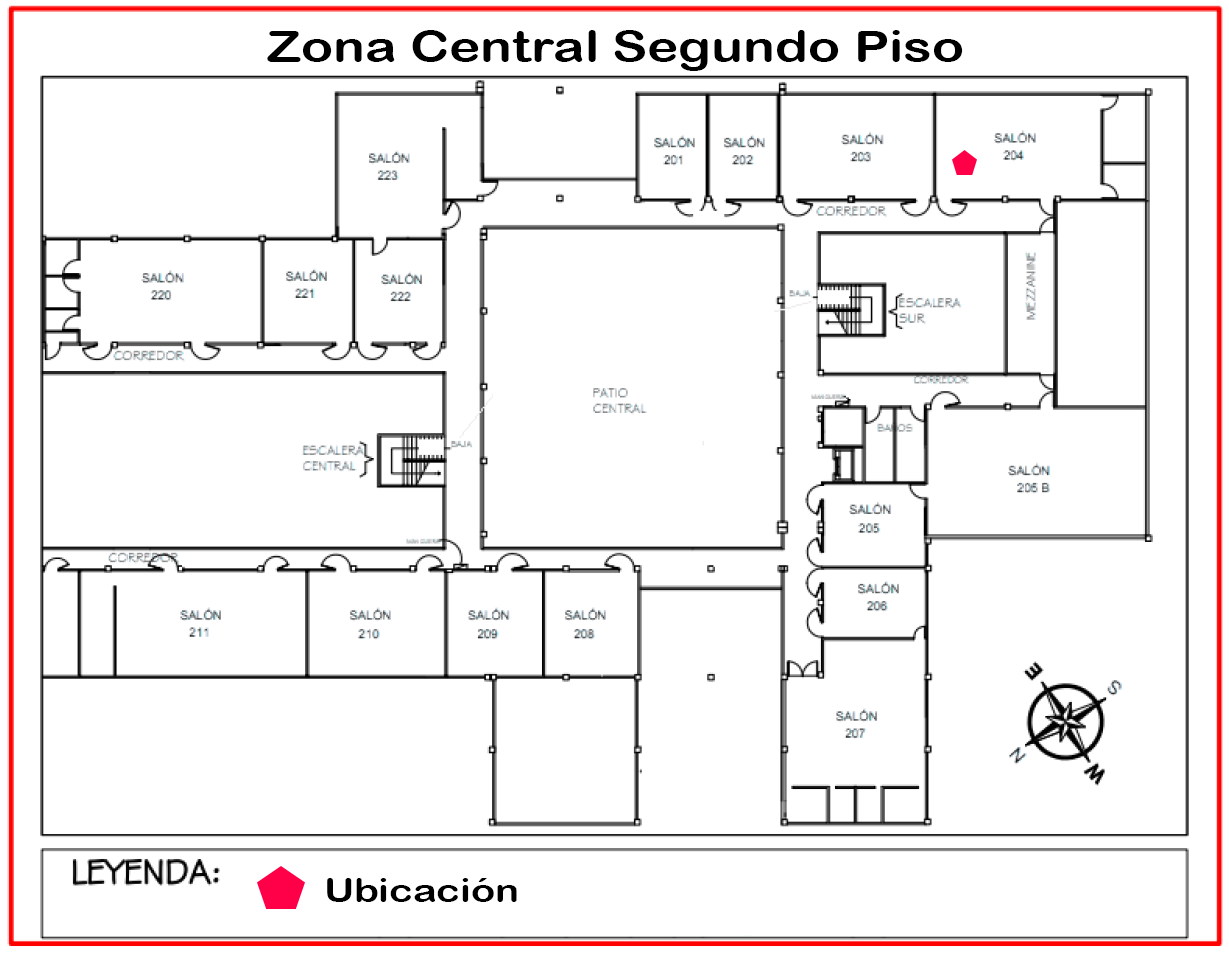 Zona Central Segundo Piso
SALÓN
201
SALÓN
202
SALÓN
203
SALÓN
204
SALÓN
223
CORREDOR
SALÓN
220
SALÓN
221
SALÓN
222
MEZZANINE
BAJA
ESCALERA
SUR
CORREDOR
CORREDOR
PATIO
CENTRAL
BAÑOS
BAJA
ESCALERA
CENTRAL
SALÓN
205 B
SALÓN
205
CORREDOR
SALÓN
206
SALÓN
211
SALÓN
210
SALÓN
209
SALÓN
208
SALÓN
207
E
S
N
W
LEYENDA:
Ubicación